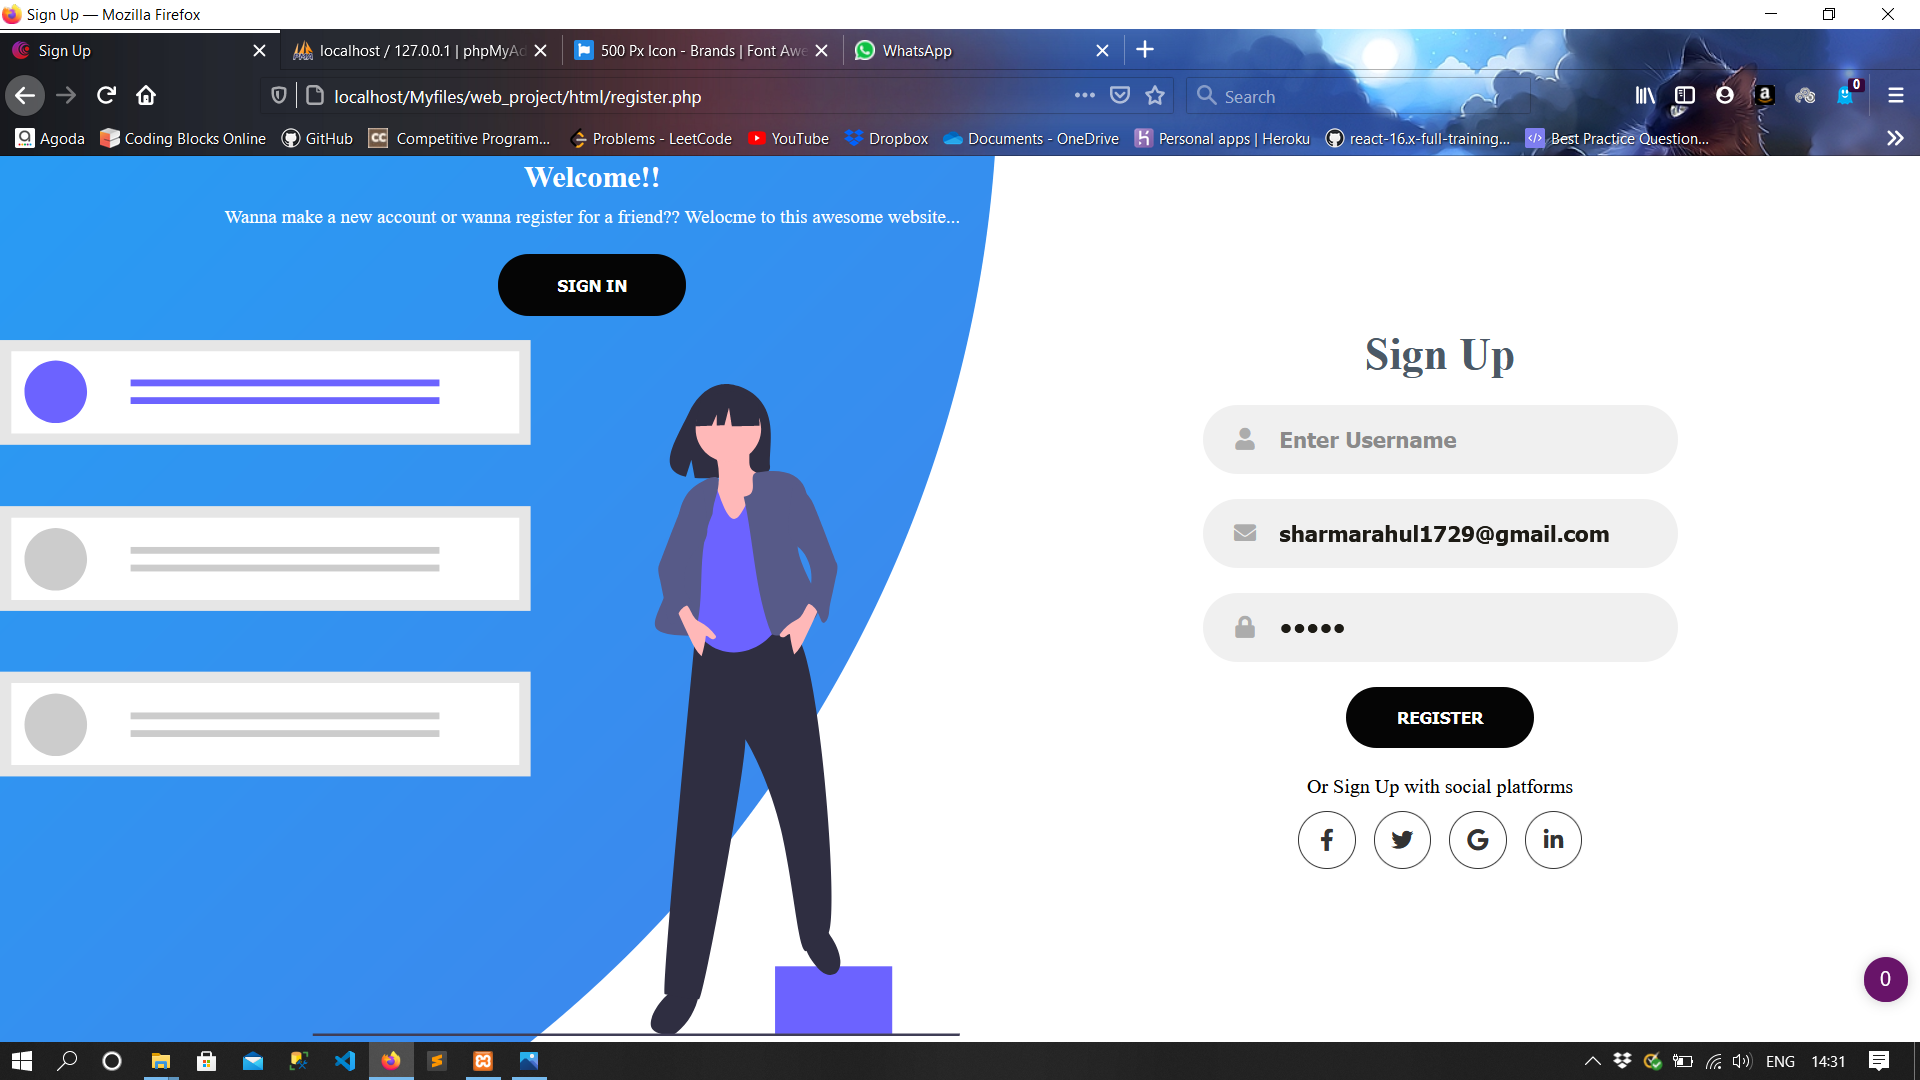 Sign Up — Mozilla Firefox
Sign Up
localhost / 127.0.0.1 | phpMyAd
500 Px Icon - Brands | Font Awe
WhatsApp
localhost/Myfiles/web_project/html/register.php
Search
0
Agoda
Coding Blocks Online
GitHub
CC
Competitive Program...
Problems - LeetCode
YouTube
Dropbox
Documents - OneDrive
Personal apps | Heroku
react-16.x-full-training...
Best Practice Question...
Welcome!!
Wanna make a new account or wanna register for a friend?? Welocme to this awesome website...
SIGN IN
Sign Up
Enter Username
sharmarahul1729@gmail.com
REGISTER
Or Sign Up with social platforms
0
ENG
14:31